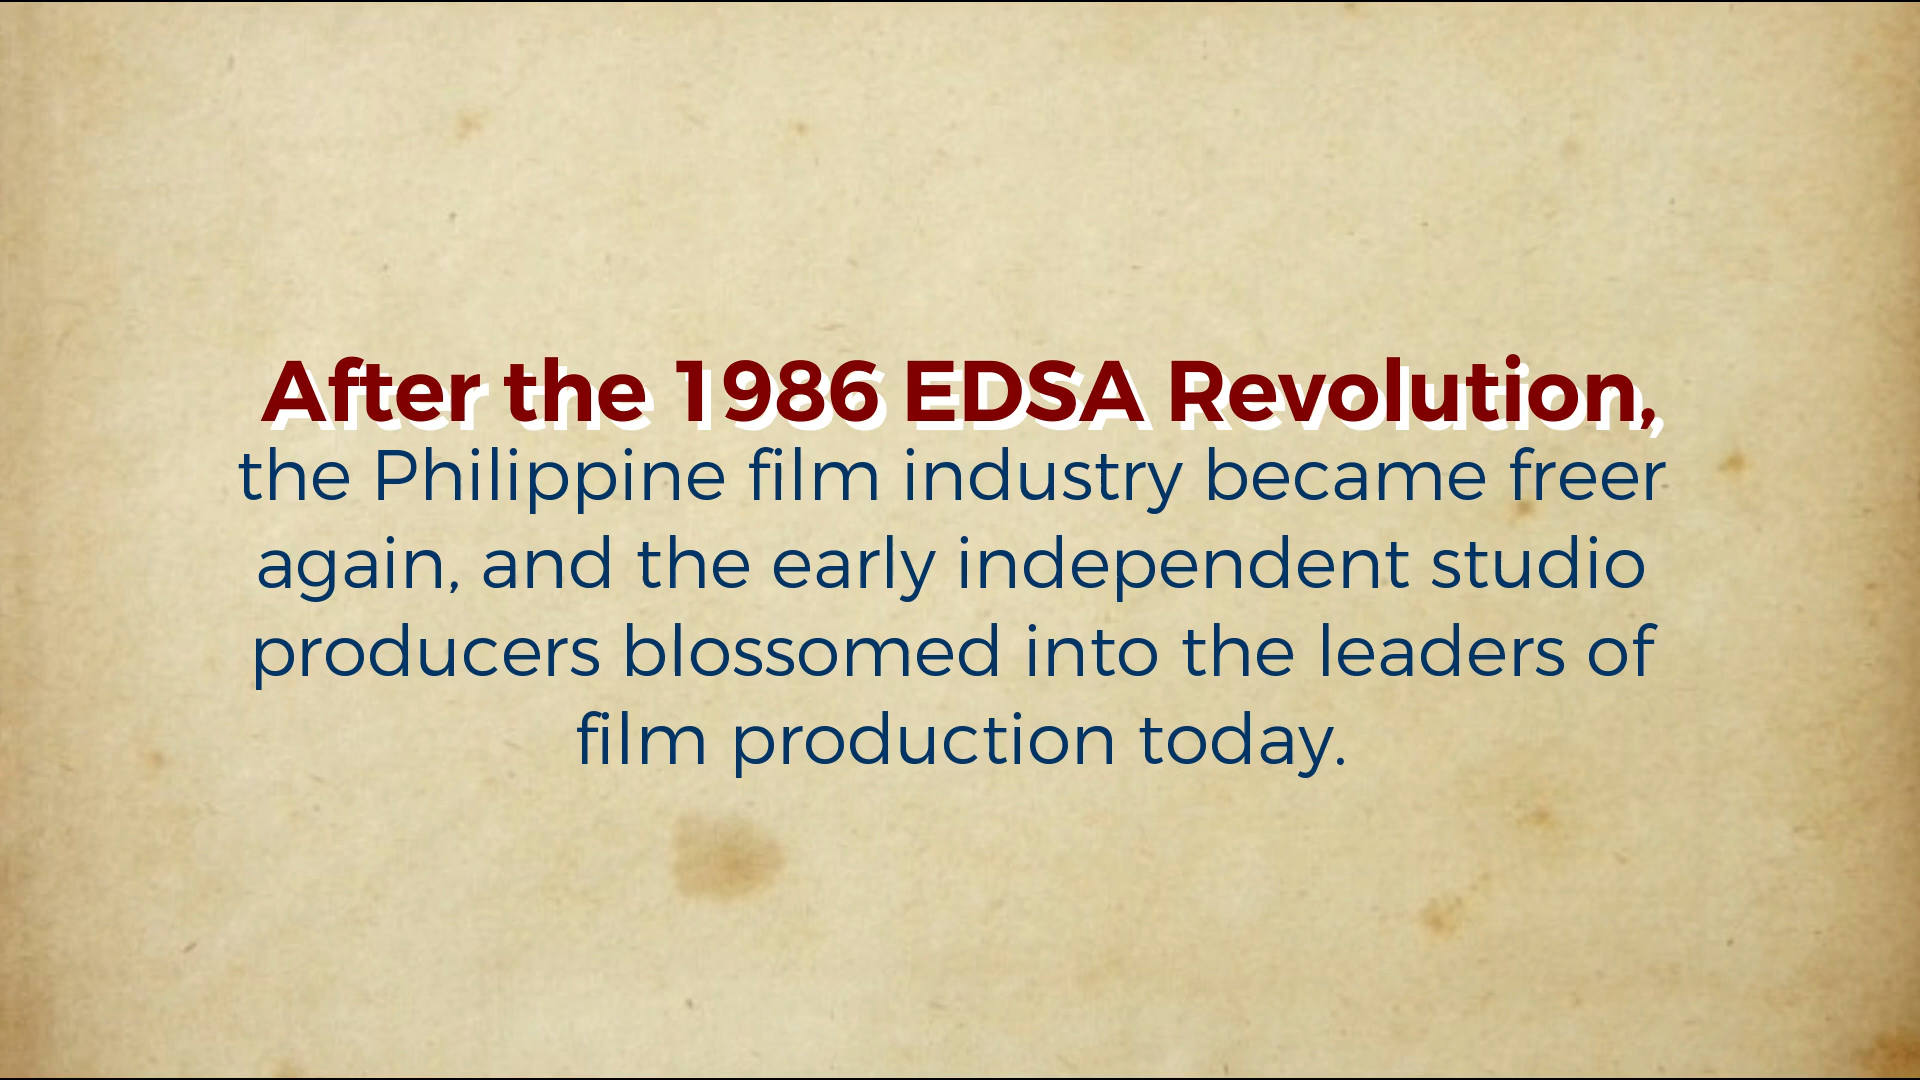 After the 1986 EDSA Revolution,
the Philippine film industry became freer
again, and the early independent studio
producers blossomed into the leaders of
film production today.